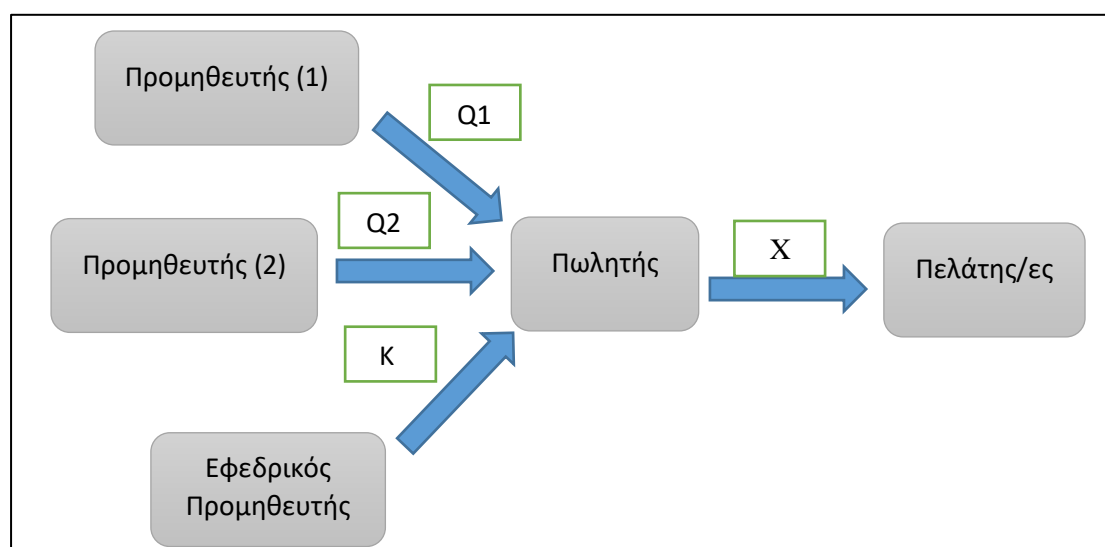 Προμηθευτής (1)
Q1
Προμηθευτής (2)
Q2
Πωλητής
X
Πελάτης/ες
K
Εφεδρικός
Προμηθευτής